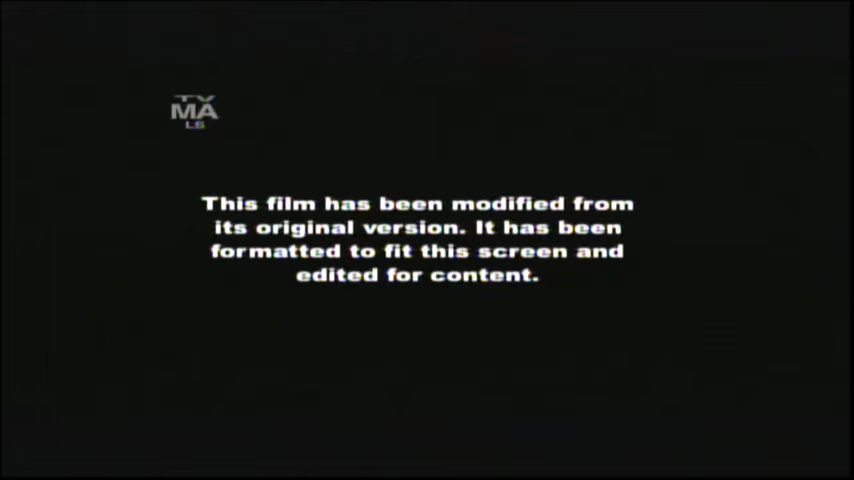 TV
MA
LS
This film has been modified from
its original version. It has been
formatted to fit this screen and
edited for content.